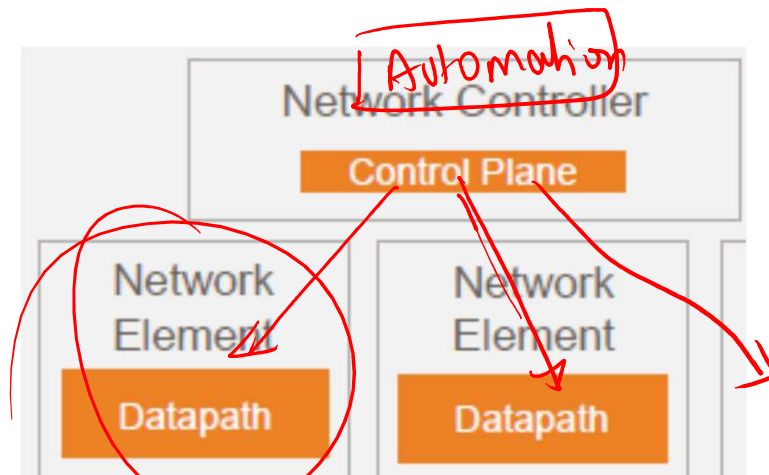 Automation
Network Controller
Control Plane
Network
Element
Datapath
Network
Element
Datapath